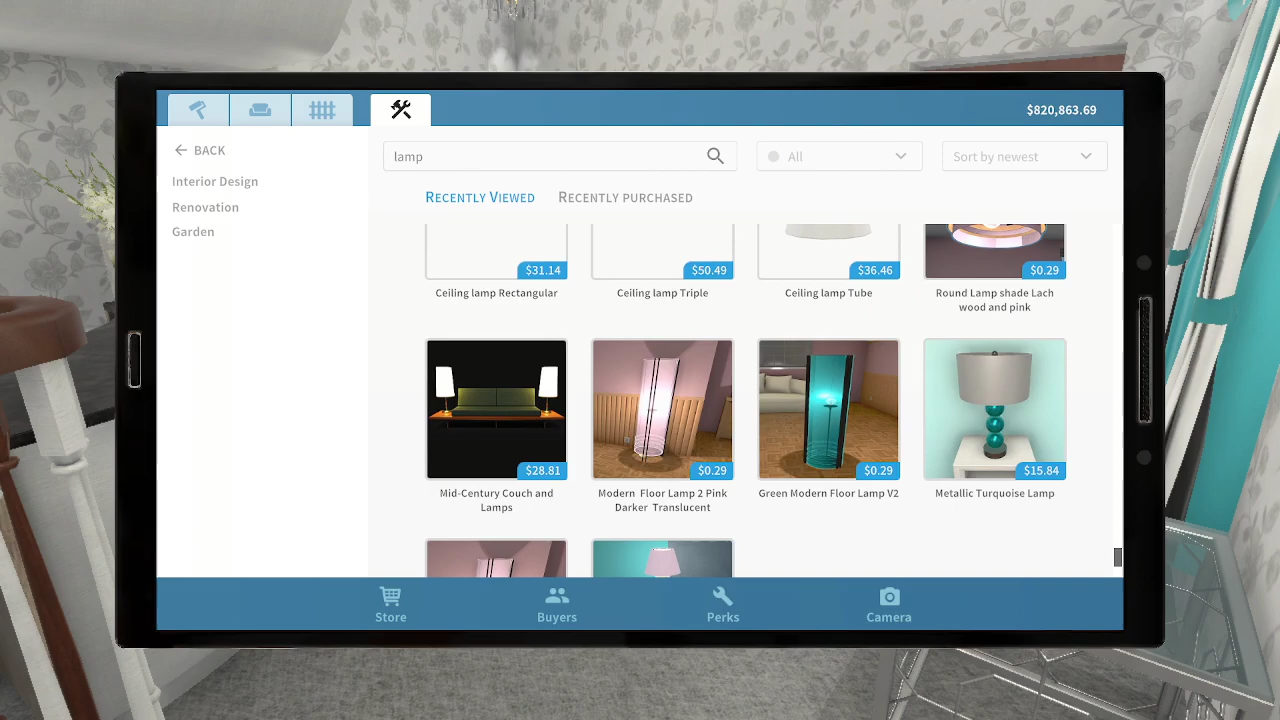 $820,863.69
BACK
lamp
All
Sort by newest
Interior Design
Renovation
Garden
RECENTLY VIEWED
RECENTLY PURCHASED
$31.14
$50.49
$36.46
$0.29
Ceiling lamp Rectangular
Ceiling lamp Triple
Ceiling lamp Tube
Round Lamp shade Lach
wood and pink
$28.81
$0.29
$0.29
$15.84
Mid-Century Couch and
Lamps
Modern Floor Lamp 2 Pink
Darker Translucent
Green Modern Floor Lamp V2
Metallic Turquoise Lamp
Store
Buyers
Perks
Camera